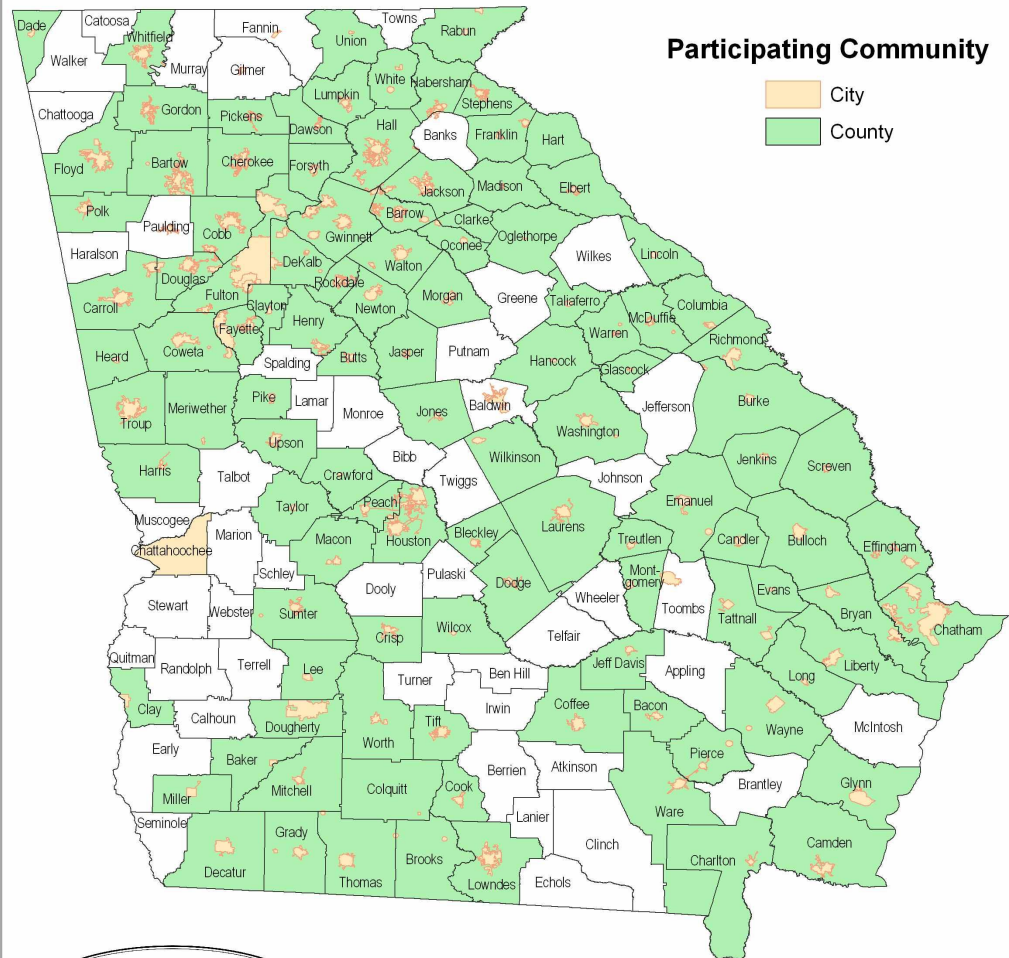 Participating Community
City
County
Dade
Catoosa
Whitfield
Walker
Murray
Fannin
Gilmer
Union
Towns
Rabun
White
Habersham
Lumpkin
Stephens
Chattooga
Gordon
Pickens
Dawson
Hall
Banks
Franklin
Hart
Floyd
Bartow
Cherokee
Forsyth
Jackson
Madison
Elbert
Polk
Paulding
Cobb
Gwinnett
Barrow
Clarke
Oconee
Oglethorpe
Haralson
Douglas
DeKalb
Walton
Wilkes
Lincoln
Carroll
Fulton
Clayton
Rockdale
Newton
Morgan
Greene
Taliaferro
McDuffie
Columbia
Heard
Coweta
Fayette
Henry
Spalding
Butts
Jasper
Putnam
Hancock
Warren
Glascock
Richmond
Troup
Meriwether
Pike
Lamar
Monroe
Jones
Baldwin
Washington
Jefferson
Burke
Harris
Talbot
Upson
Crawford
Bibb
Twiggs
Wilkinson
Johnson
Jenkins
Screven
Muscogee
Chattahoochee
Marion
Taylor
Peach
Macon
Houston
Bleckley
Laurens
Emanuel
Treutlen
Candler
Bulloch
Effingham
Stewart
Webster
Schley
Sumter
Dooly
Pulaski
Dodge
Wheeler
Mont-
gomery
Toombs
Tattnall
Evans
Bryan
Chatham
Quitman
Randolph
Terrell
Lee
Crisp
Wilcox
Telfair
Jeff Davis
Appling
Long
Liberty
Clay
Calhoun
Dougherty
Worth
Turner
Tift
Ben Hill
Irwin
Coffee
Bacon
Wayne
McIntosh
Early
Baker
Miller
Mitchell
Colquitt
Cook
Berrien
Atkinson
Pierce
Ware
Brantley
Glynn
Seminole
Decatur
Grady
Thomas
Brooks
Lowndes
Lanier
Clinch
Echols
Charlton
Camden